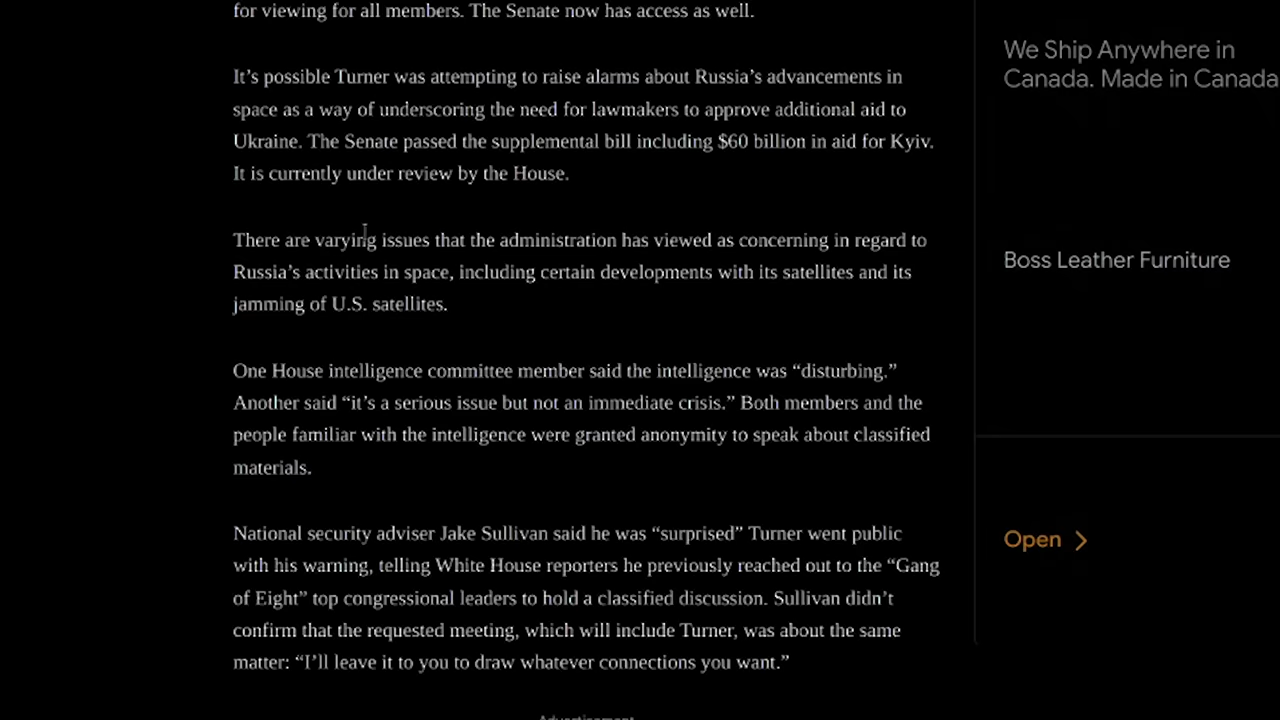 for viewing for all members. The Senate now has access as well.
It’s possible Turner was attempting to raise alarms about Russia’s advancements in
space as a way of underscoring the need for lawmakers to approve additional aid to
Ukraine. The Senate passed the supplemental bill including $60 billion in aid for Kyiv.
It is currently under review by the House.
There are varying issues that the administration has viewed as concerning in regard to
Russia’s activities in space, including certain developments with its satellites and its
jamming of U.S. satellites.
One House intelligence committee member said the intelligence was “disturbing.”
Another said “it’s a serious issue but not an immediate crisis.” Both members and the
people familiar with the intelligence were granted anonymity to speak about classified
materials.
National security adviser Jake Sullivan said he was “surprised” Turner went public
with his warning, telling White House reporters he previously reached out to the “Gang
of Eight” top congressional leaders to hold a classified discussion. Sullivan didn’t
confirm that the requested meeting, which will include Turner, was about the same
matter: “I’ll leave it to you to draw whatever connections you want.”
Advertisement
We Ship Anywhere in
Canada. Made in Canada
Boss Leather Furniture
Open